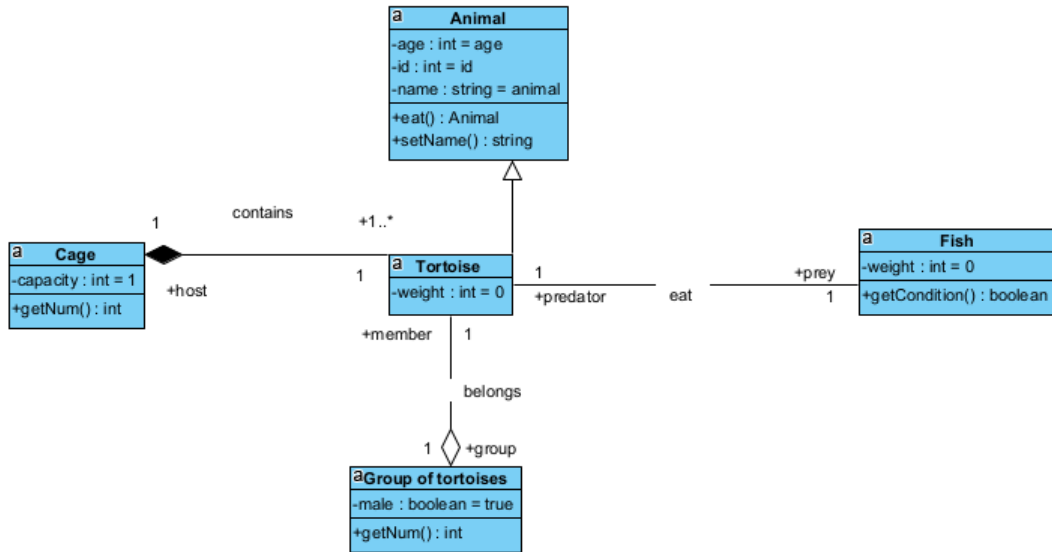 a Animal
-age : int = age
-id : int = id
-name : string = animal
+eat() : Animal
+setName() : string
1
contains
+1..*
a Cage
-capacity : int = 1
+getNum() : int
+host
1
a Tortoise
-weight : int = 0
1
+predator
eat
+prey
1
a Fish
-weight : int = 0
+getCondition() : boolean
+member
1
belongs
1
+group
a Group of tortoises
-male : boolean = true
+getNum() : int